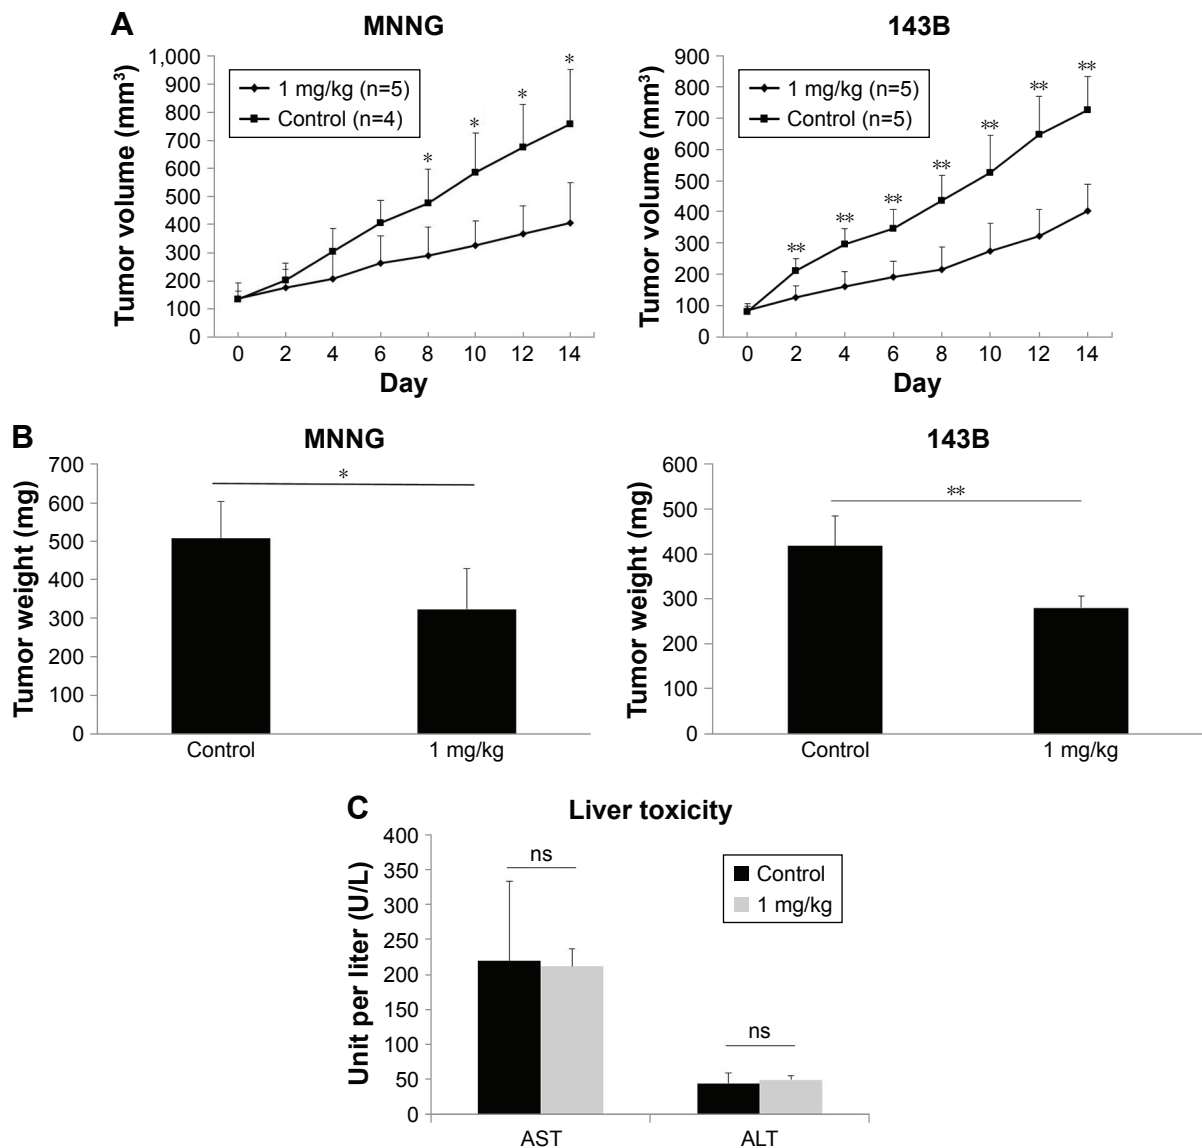 A
MNNG
Tumor volume (mm³)
1,000
900
800
700
600
500
400
300
200
100
0
1 mg/kg (n=5)
Control (n=4)
*
*
*
*
0 2 4 6 8 10 12 14
Day
143B
Tumor volume (mm³)
900
800
700
600
500
400
300
200
100
0
1 mg/kg (n=5)
Control (n=5)
**
**
**
**
**
**
**
0 2 4 6 8 10 12 14
Day
B
MNNG
Tumor weight (mg)
700
600
500
400
300
200
100
0
*
Control 1 mg/kg
143B
Tumor weight (mg)
600
500
400
300
200
100
0
**
Control 1 mg/kg
C
Liver toxicity
Unit per liter (U/L)
400
350
300
250
200
150
100
50
0
ns
ns
Control
1 mg/kg
AST ALT